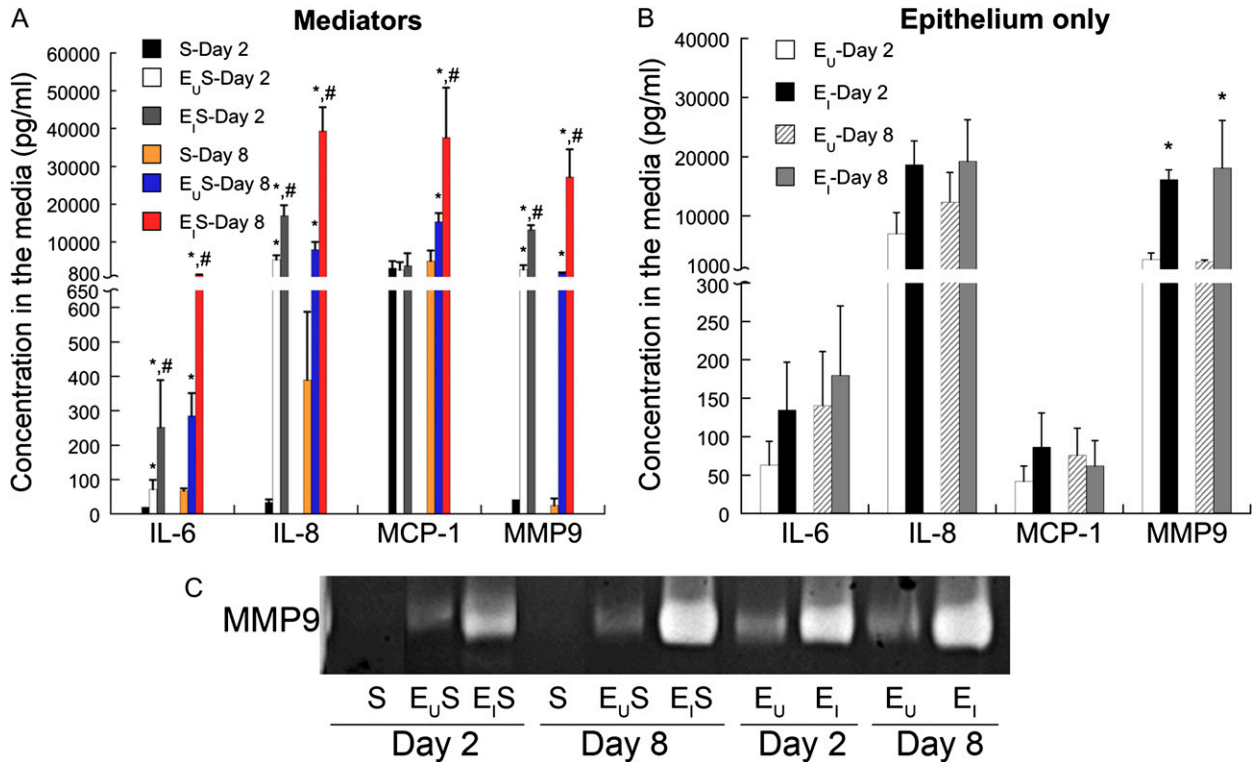 A
Mediators
Concentration in the media (pg/ml)
60000
50000
40000
30000
20000
10000
800
650
600
500
400
300
200
100
0
S-Day 2
EᵤS-Day 2
EᵢS-Day 2
S-Day 8
EᵤS-Day 8
EᵢS-Day 8
* *,# * *,#
* *,# * *,#
* *,#
* *,# * *,#
IL-6 IL-8 MCP-1 MMP9
B
Epithelium only
Concentration in the media (pg/ml)
40000
30000
20000
10000
1000
300
250
200
150
100
50
0
Eᵤ-Day 2
Eᵢ-Day 2
Eᵤ-Day 8
Eᵢ-Day 8
* *
IL-6 IL-8 MCP-1 MMP9
C
MMP9
S EᵤS EᵢS S EᵤS EᵢS Eᵤ Eᵢ Eᵤ Eᵢ
Day 2 Day 8 Day 2 Day 8